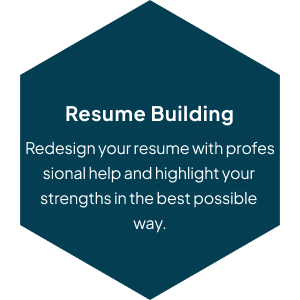 Resume Building
Redesign your resume with profes
sional help and highlight your
strengths in the best possible
way.